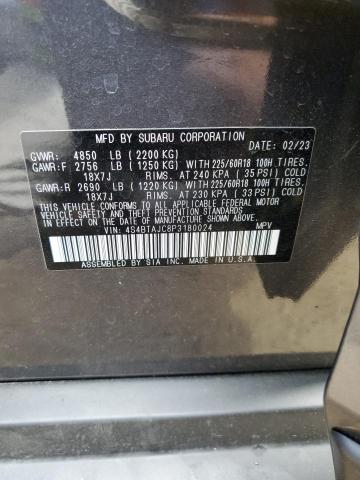 MFD BY SUBARU CORPORATION DATE: 02/23
GVWR: 4850 LB (2200 KG)
GAWR:F 2756 LB (1250 KG) WITH 225/60R18 100H TIRES.
18X7J RIMS. AT 240 KPA ( 35 PSI) COLD
GAWR:R 2690 LB (1220 KG) WITH 225/60R18 100H TIRES.
18X7J RIMS. AT 230 KPA ( 33 PSI) COLD
THIS VEHICLE CONFORMS TO ALL APPLICABLE FEDERAL MOTOR
VEHICLE SAFETY AND THEFT PREVENTION STANDARDS
IN EFFECT ON THE DATE OF MANUFACTURE SHOWN ABOVE.
VIN: 4S4BTAJC8P3180024 MPV
ASSEMBLED BY SIA INC. MADE IN U.S.A.